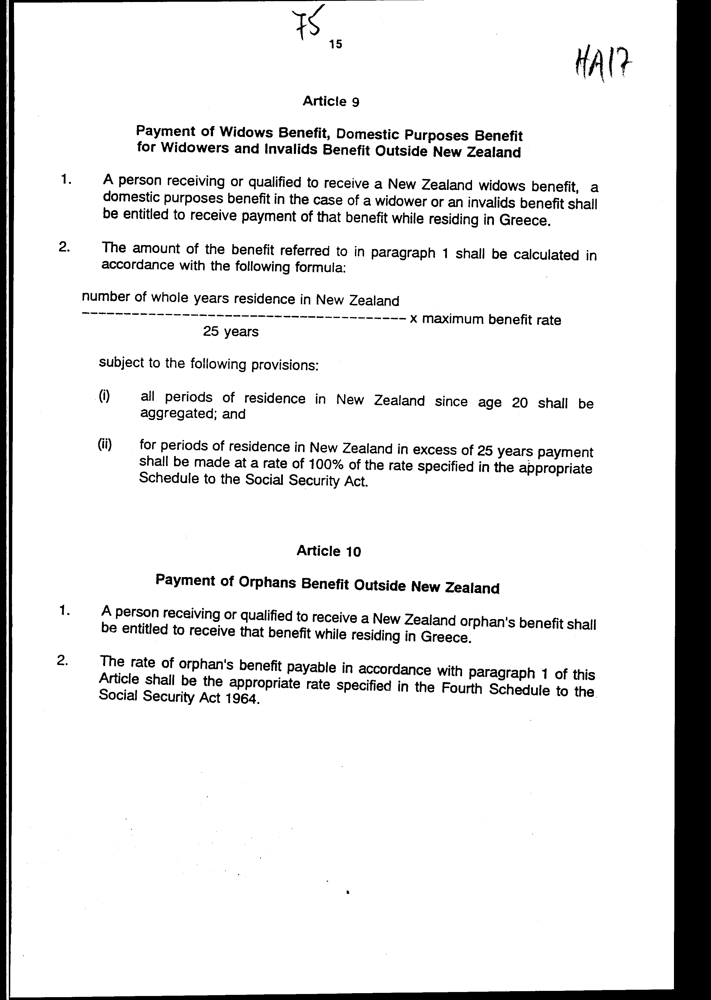 75
15
HA17
Article 9
Payment of Widows Benefit, Domestic Purposes Benefit
for Widowers and Invalids Benefit Outside New Zealand
1. A person receiving or qualified to receive a New Zealand widows benefit, a
domestic purposes benefit in the case of a widower or an invalids benefit shall
be entitled to receive payment of that benefit while residing in Greece.
2. The amount of the benefit referred to in paragraph 1 shall be calculated in
accordance with the following formula:
number of whole years residence in New Zealand
--------------------------------------- x maximum benefit rate
25 years
subject to the following provisions:
(i) all periods of residence in New Zealand since age 20 shall be
aggregated; and
(ii) for periods of residence in New Zealand in excess of 25 years payment
shall be made at a rate of 100% of the rate specified in the appropriate
Schedule to the Social Security Act.
Article 10
Payment of Orphans Benefit Outside New Zealand
1. A person receiving or qualified to receive a New Zealand orphan's benefit shall
be entitled to receive that benefit while residing in Greece.
2. The rate of orphan's benefit payable in accordance with paragraph 1 of this
Article shall be the appropriate rate specified in the Fourth Schedule to the
Social Security Act 1964.